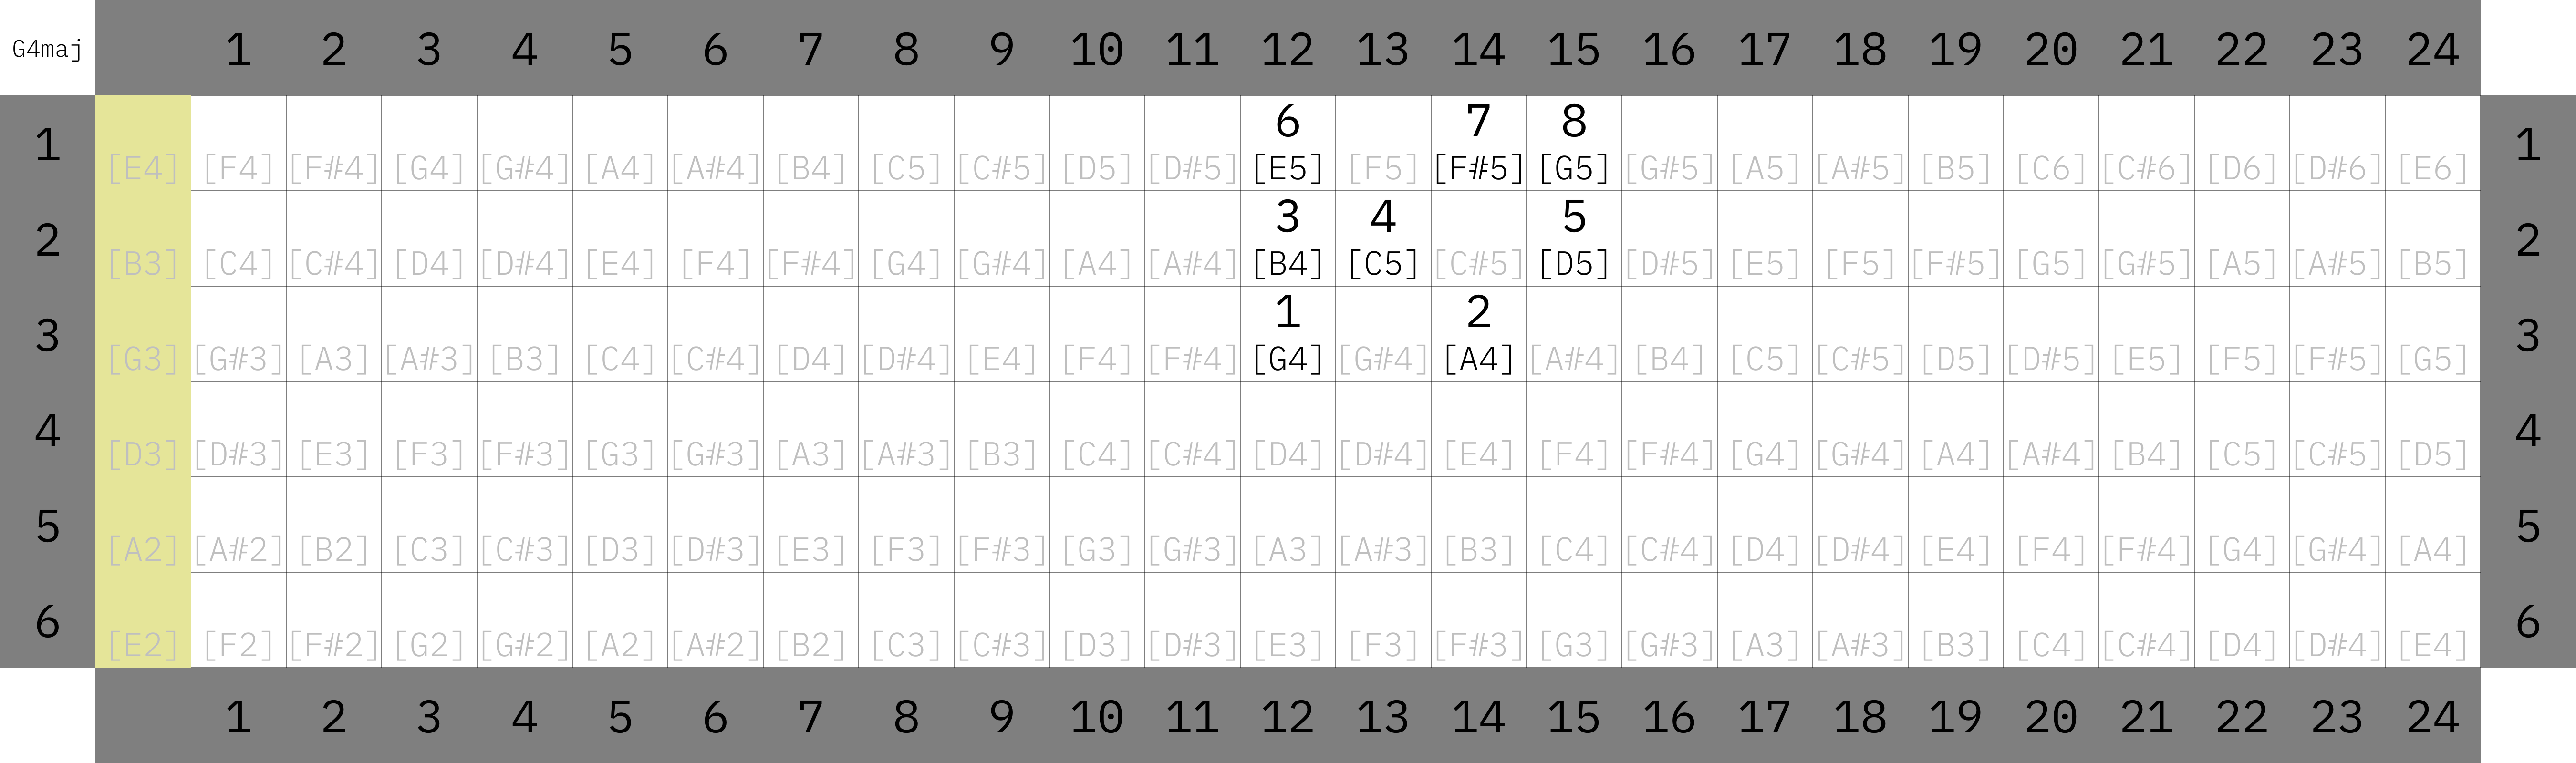 G4maj 1 2 3 4 5 6 7 8 9 10 11 12 13 14 15 16 17 18 19 20 21 22 23 24
6 7 8
1 [E4] [F4] [F#4] [G4] [G#4] [A4] [A#4] [B4] [C5] [C#5] [D5] [D#5] [E5] [F5] [F#5] [G5] [G#5] [A5] [A#5] [B5] [C6] [C#6] [D6] [D#6] [E6] 1
3 4 5
2 [B3] [C4] [C#4] [D4] [D#4] [E4] [F4] [F#4] [G4] [G#4] [A4] [A#4] [B4] [C5] [C#5] [D5] [D#5] [E5] [F5] [F#5] [G5] [G#5] [A5] [A#5] [B5] 2
1 2
3 [G3] [G#3] [A3] [A#3] [B3] [C4] [C#4] [D4] [D#4] [E4] [F4] [F#4] [G4] [G#4] [A4] [A#4] [B4] [C5] [C#5] [D5] [D#5] [E5] [F5] [F#5] [G5] 3
4 [D3] [D#3] [E3] [F3] [F#3] [G3] [G#3] [A3] [A#3] [B3] [C4] [C#4] [D4] [D#4] [E4] [F4] [F#4] [G4] [G#4] [A4] [A#4] [B4] [C5] [C#5] [D5] 4
5 [A2] [A#2] [B2] [C3] [C#3] [D3] [D#3] [E3] [F3] [F#3] [G3] [G#3] [A3] [A#3] [B3] [C4] [C#4] [D4] [D#4] [E4] [F4] [F#4] [G4] [G#4] [A4] 5
6 [E2] [F2] [F#2] [G2] [G#2] [A2] [A#2] [B2] [C3] [C#3] [D3] [D#3] [E3] [F3] [F#3] [G3] [G#3] [A3] [A#3] [B3] [C4] [C#4] [D4] [D#4] [E4] 6
1 2 3 4 5 6 7 8 9 10 11 12 13 14 15 16 17 18 19 20 21 22 23 24